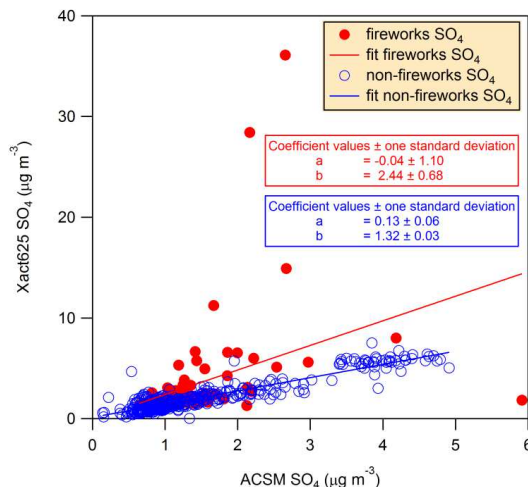 40
30
20
10
0
0
1
2
3
4
5
6
Xact625 SO4 (µg m-3)
ACSM SO4 (µg m-3)
fireworks SO4
fit fireworks SO4
non-fireworks SO4
fit non-fireworks SO4
Coefficient values ± one standard deviation
a = -0.04 ± 1.10
b = 2.44 ± 0.68
Coefficient values ± one standard deviation
a = 0.13 ± 0.06
b = 1.32 ± 0.03